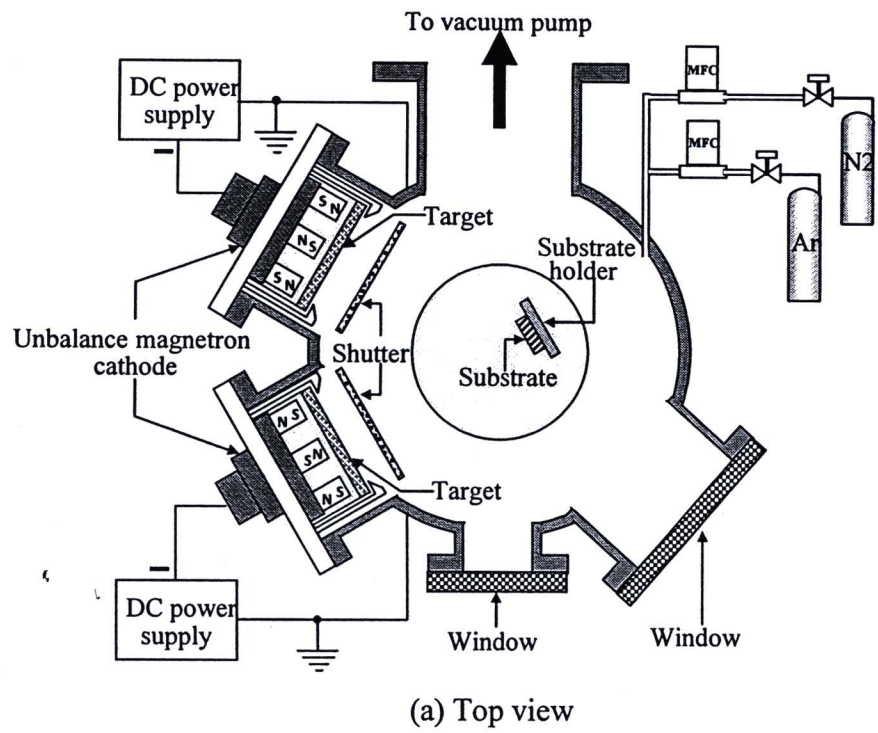 To vacuum pump
DC power
supply
MFC
MFC
N2
Ar
S N
N S
S N
Target
Substrate
holder
Unbalance magnetron
cathode
Shutter
Substrate
N S
S N
N S
Target
DC power
supply
Window
Window
(a) Top view